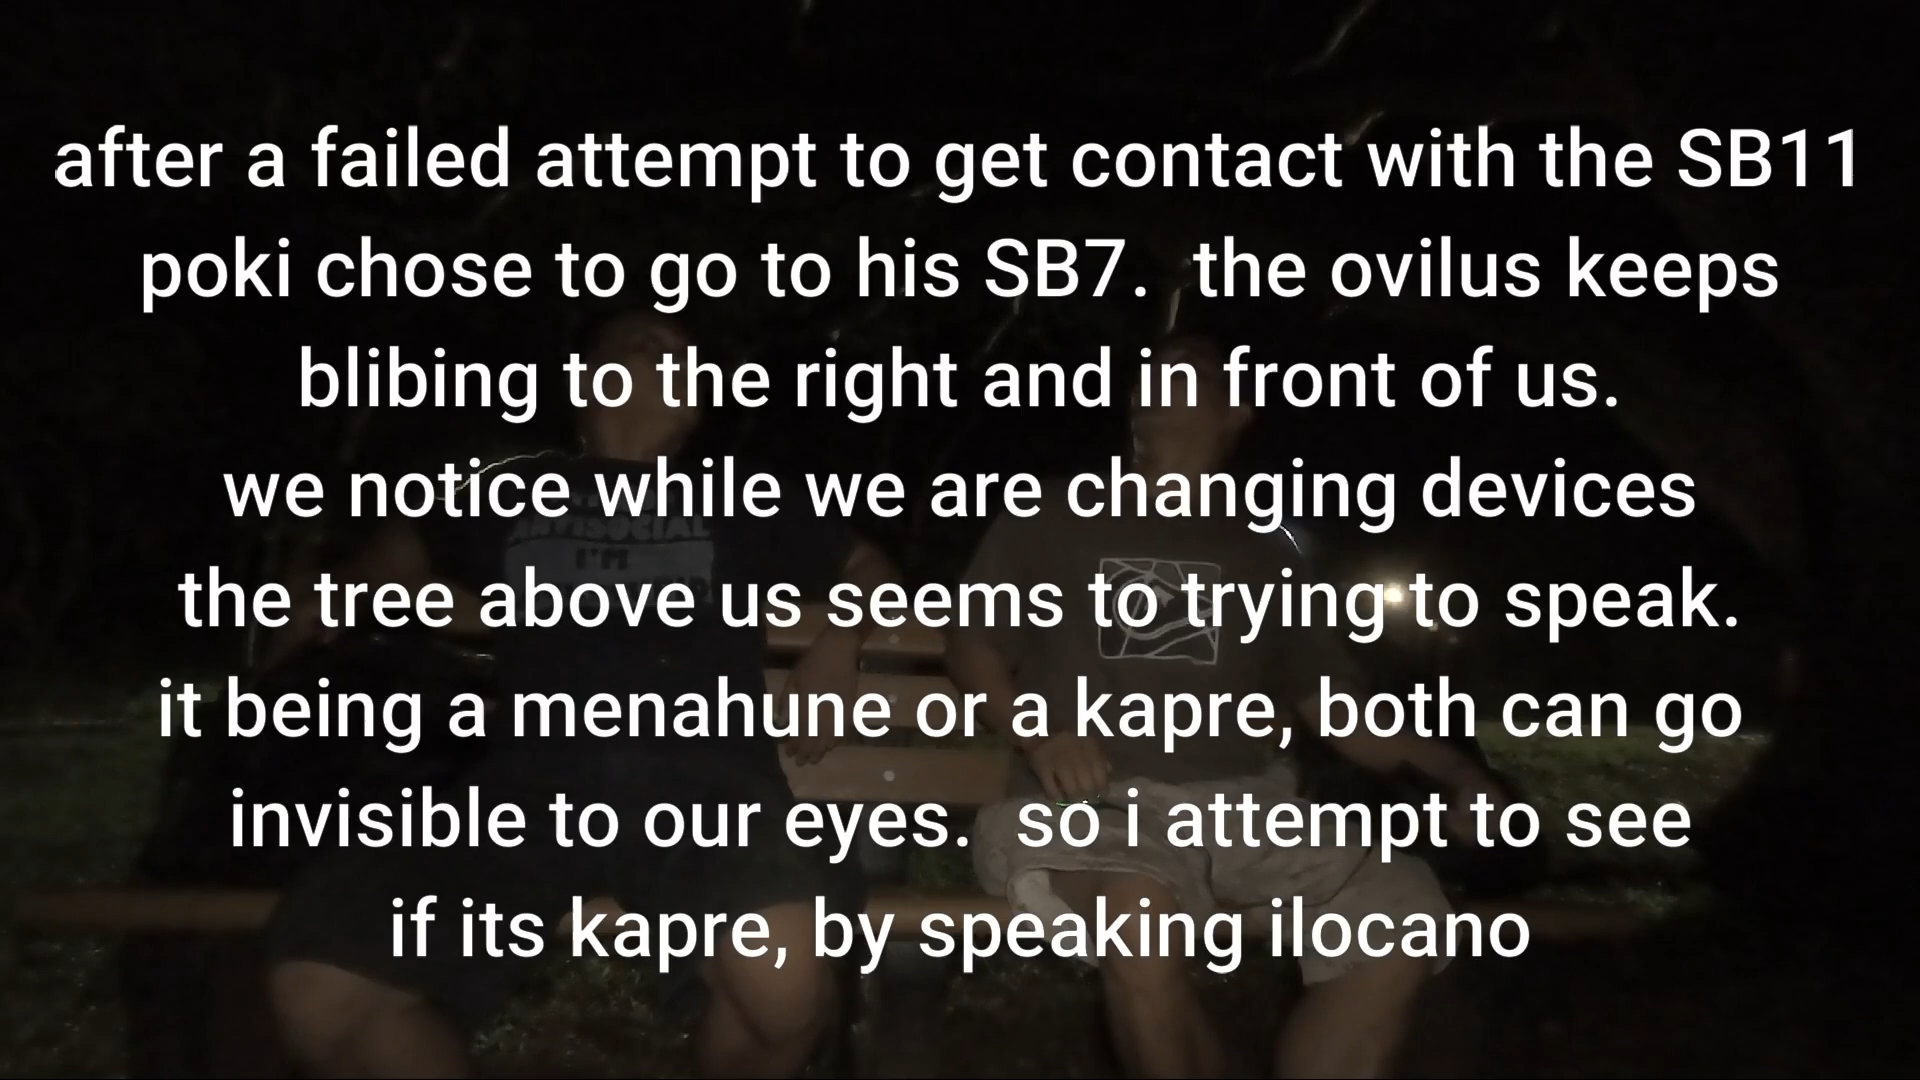 after a failed attempt to get contact with the SB11
poki chose to go to his SB7.  the ovilus keeps
blibing to the right and in front of us.
we notice while we are changing devices
the tree above us seems to trying to speak.
it being a menahune or a kapre, both can go
invisible to our eyes.  so i attempt to see
if its kapre, by speaking ilocano
ANTISOCIAL
I'M